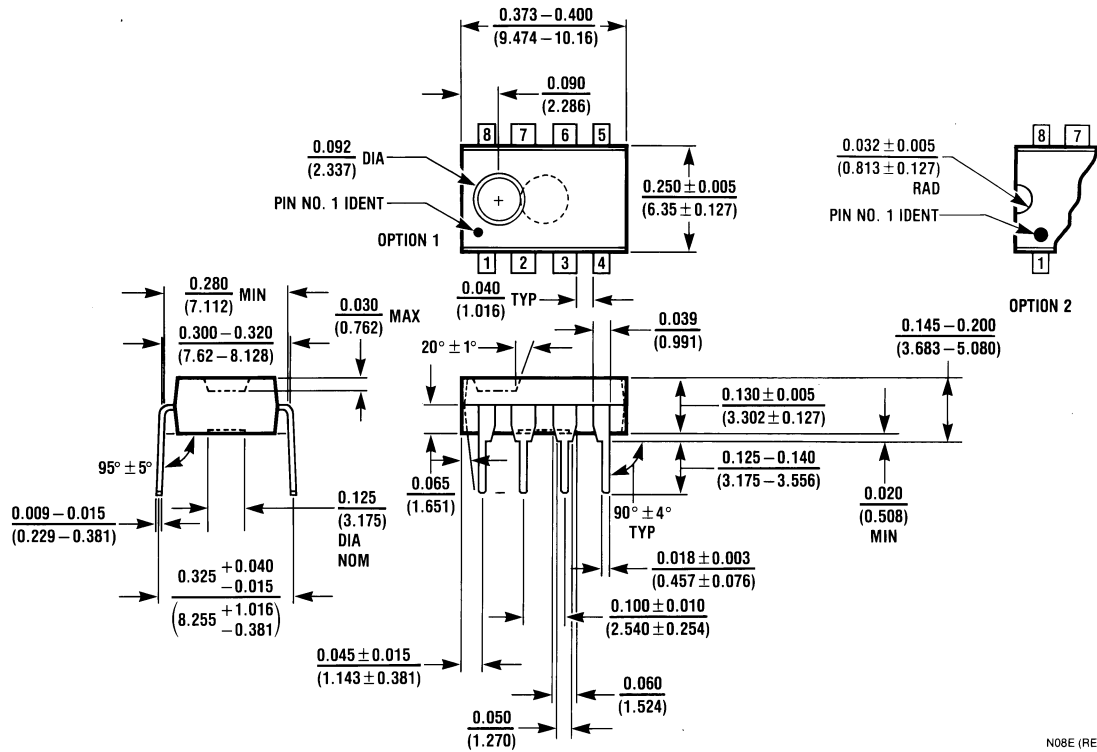 0.373 – 0.400
(9.474 – 10.16)
0.090
(2.286)
8 7 6 5
0.092 DIA
(2.337)
PIN NO. 1 IDENT
OPTION 1
0.250 ± 0.005
(6.35 ± 0.127)
1 2 3 4
8 7
0.032 ± 0.005
(0.813 ± 0.127)
RAD
PIN NO. 1 IDENT
1
OPTION 2
0.280 MIN
(7.112)
0.300 – 0.320
(7.62 – 8.128)
0.030 MAX
(0.762)
0.040 TYP
(1.016)
0.039
(0.991)
20° ± 1°
0.145 – 0.200
(3.683 – 5.080)
0.130 ± 0.005
(3.302 ± 0.127)
0.125 – 0.140
(3.175 – 3.556)
0.020
(0.508)
MIN
95° ± 5°
0.065
(1.651)
90° ± 4°
TYP
0.009 – 0.015
(0.229 – 0.381)
0.125
(3.175)
DIA
NOM
0.018 ± 0.003
(0.457 ± 0.076)
0.325 +0.040
−0.015
(8.255 +1.016
−0.381)
0.100 ± 0.010
(2.540 ± 0.254)
0.045 ± 0.015
(1.143 ± 0.381)
0.060
(1.524)
0.050
(1.270)
N08E (RE